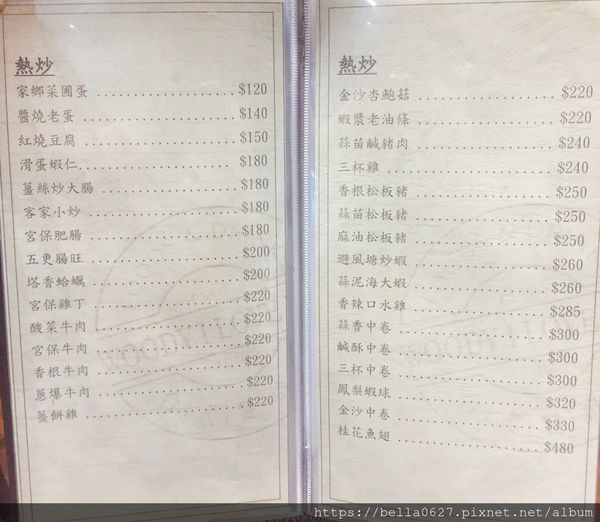 熱炒
家鄉菜圃蛋 $120
醬燒老蛋 $140
紅燒豆腐 $150
滑蛋蝦仁 $180
薑絲炒大腸 $180
客家小炒 $180
宮保肥腸 $180
五更腸旺 $200
塔香蛤蠣 $200
宮保雞丁 $220
酸菜牛肉 $220
宮保牛肉 $220
香根牛肉 $220
蔥爆牛肉 $220
薑餅雞 $220
熱炒
金沙杏鮑菇 $220
蝦漿老油條 $220
蒜苗鹹豬肉 $240
三杯雞 $240
香根松板豬 $250
蒜苗松板豬 $250
麻油松板豬 $250
避風塘炒蝦 $260
蒜泥海大蝦 $260
香辣口水雞 $285
蒜香中卷 $300
鹹酥中卷 $300
三杯中卷 $300
鳳梨蝦球 $320
金沙中卷 $330
桂花魚翅 $480
https://bella0627.pixnet.net/album